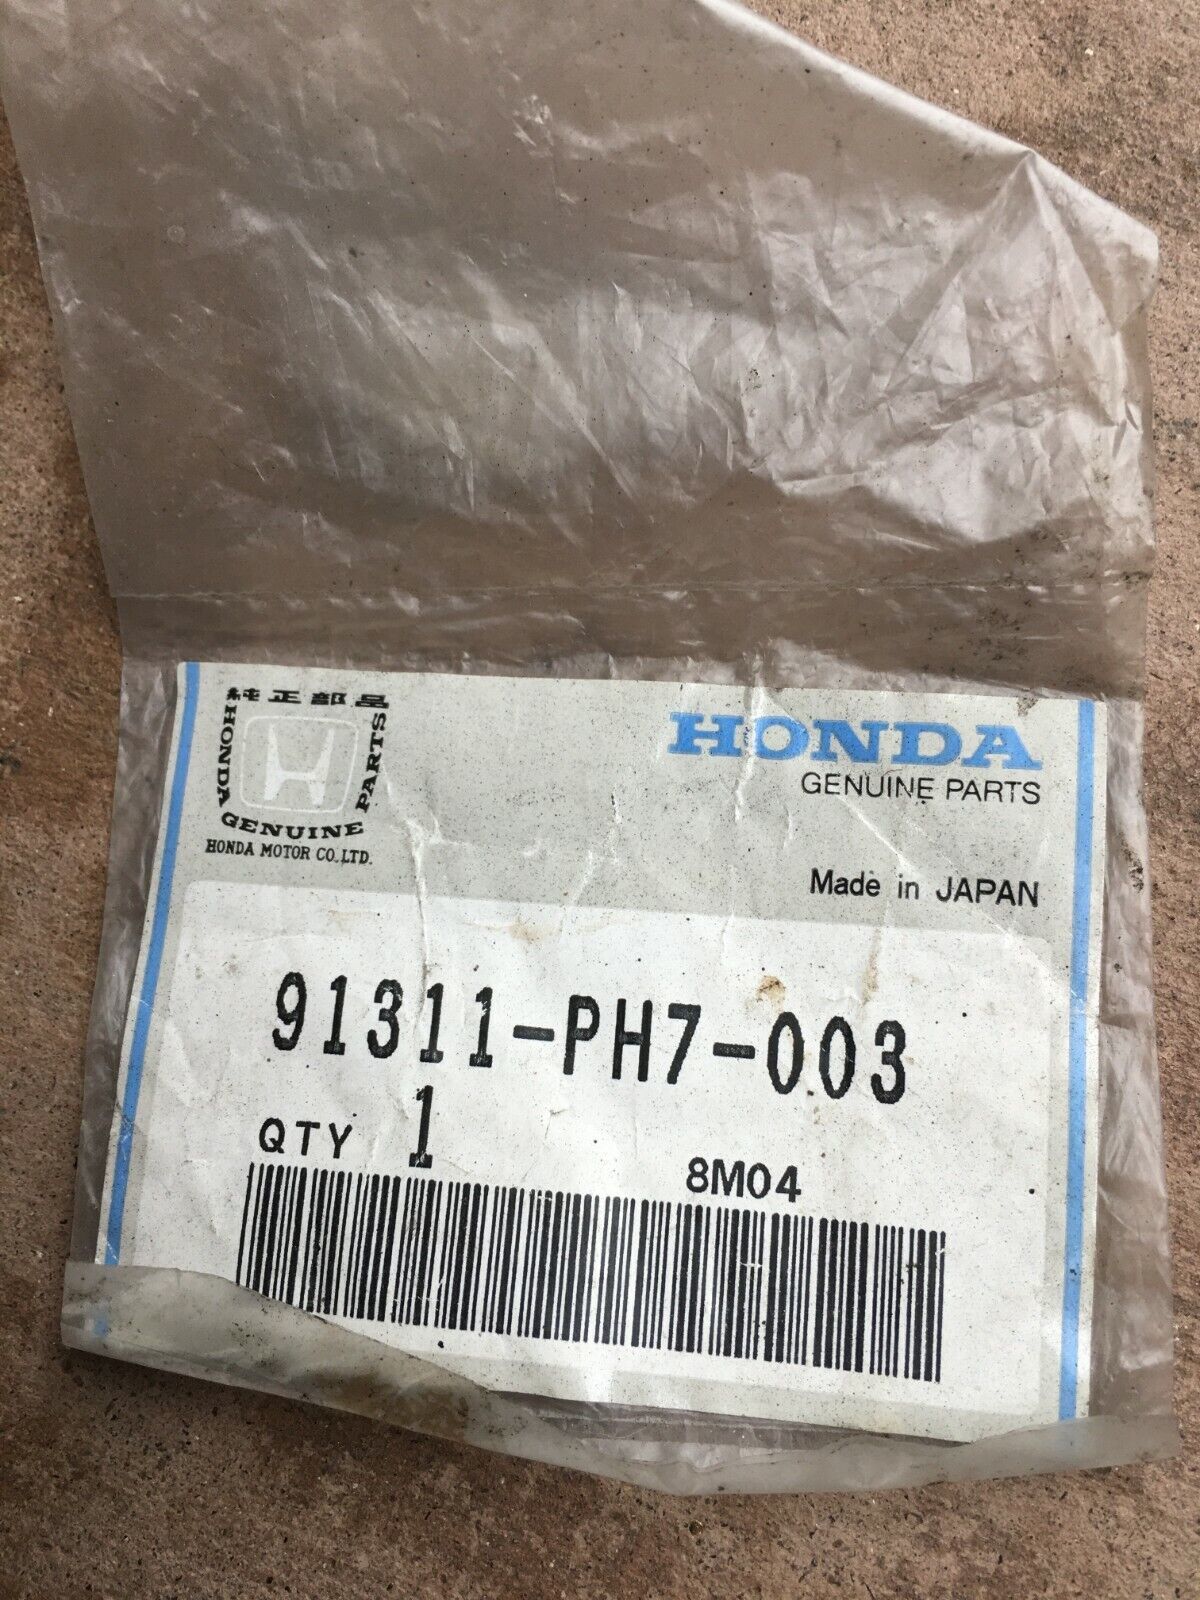 純正部品
HONDA
GENUINE
PARTS
HONDA MOTOR CO.,LTD.
HONDA
GENUINE PARTS
Made in JAPAN
91311-PH7-003
QTY 1
8M04